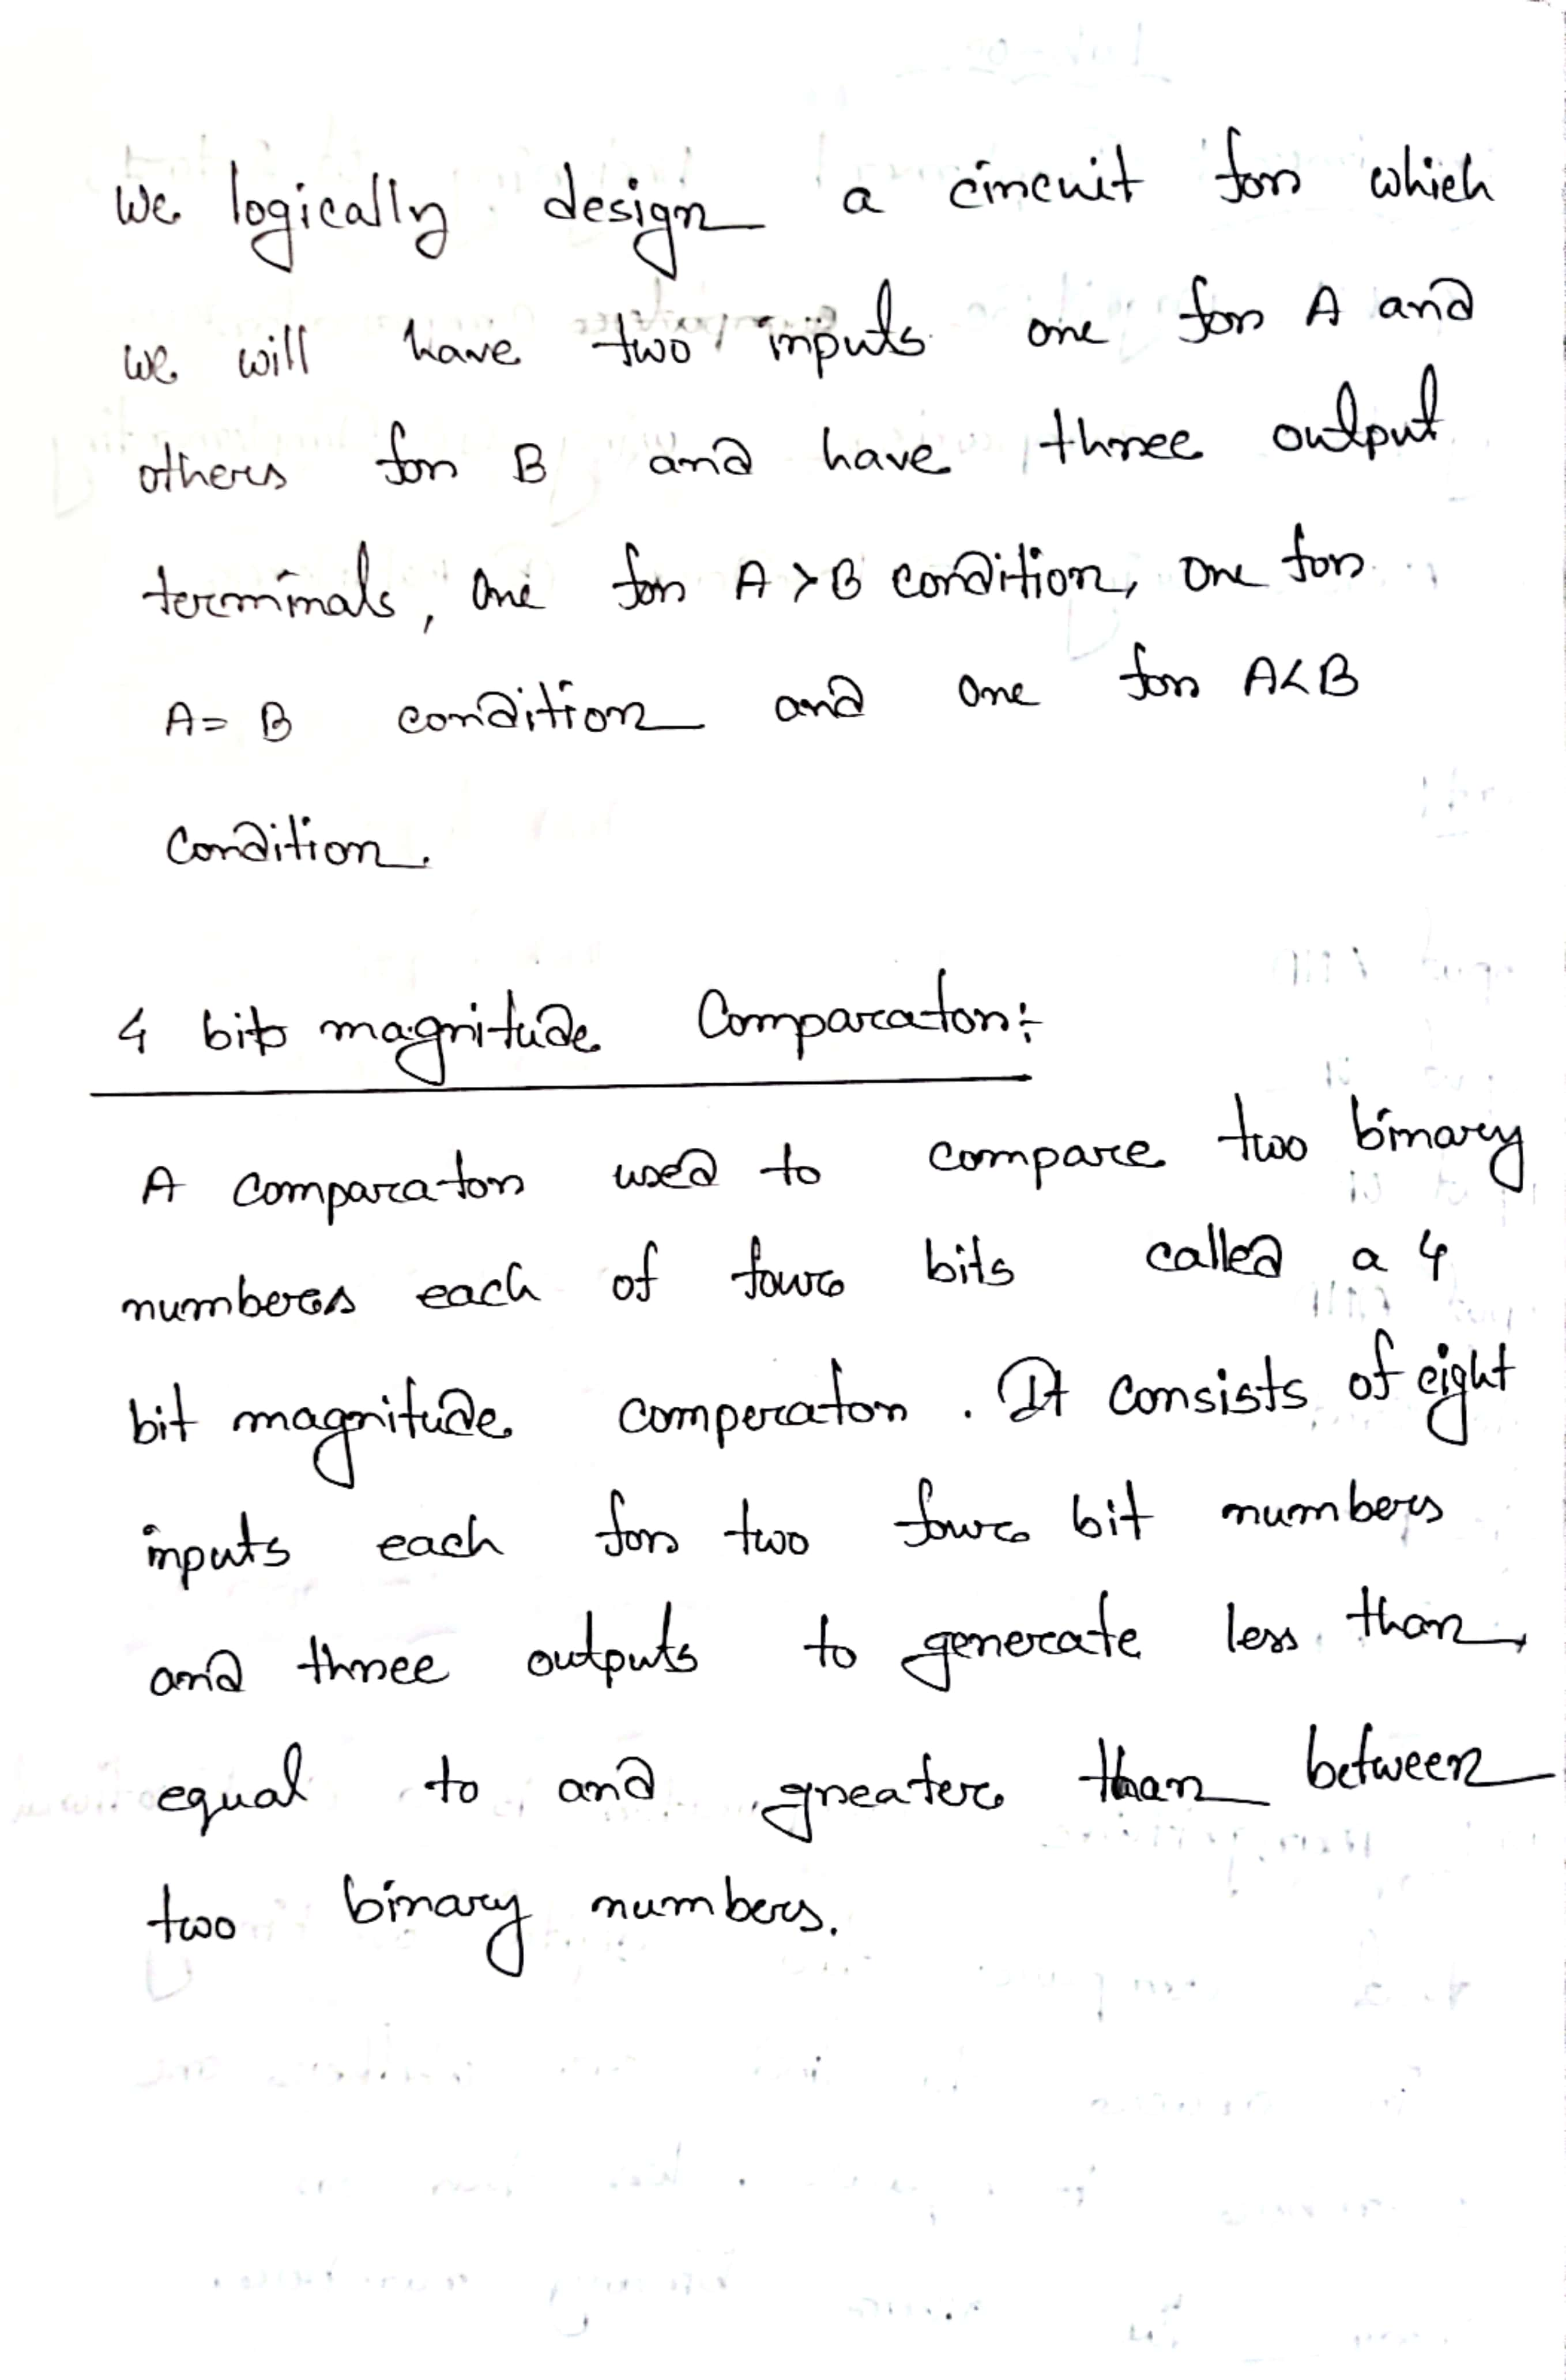 We logically design a circuit for which
we will have two inputs one for A and
others for B and have three output
terminals, one for A > B condition, one for
A = B condition and one for A < B
condition.
4 bit magnitude Comparator:
A comparator used to compare two binary
numbers each of four bits called a 4
bit magnitude comperator. It consists of eight
inputs each for two four bit numbers
and three outputs to generate less than,
equal to and greater than between
two binary numbers.